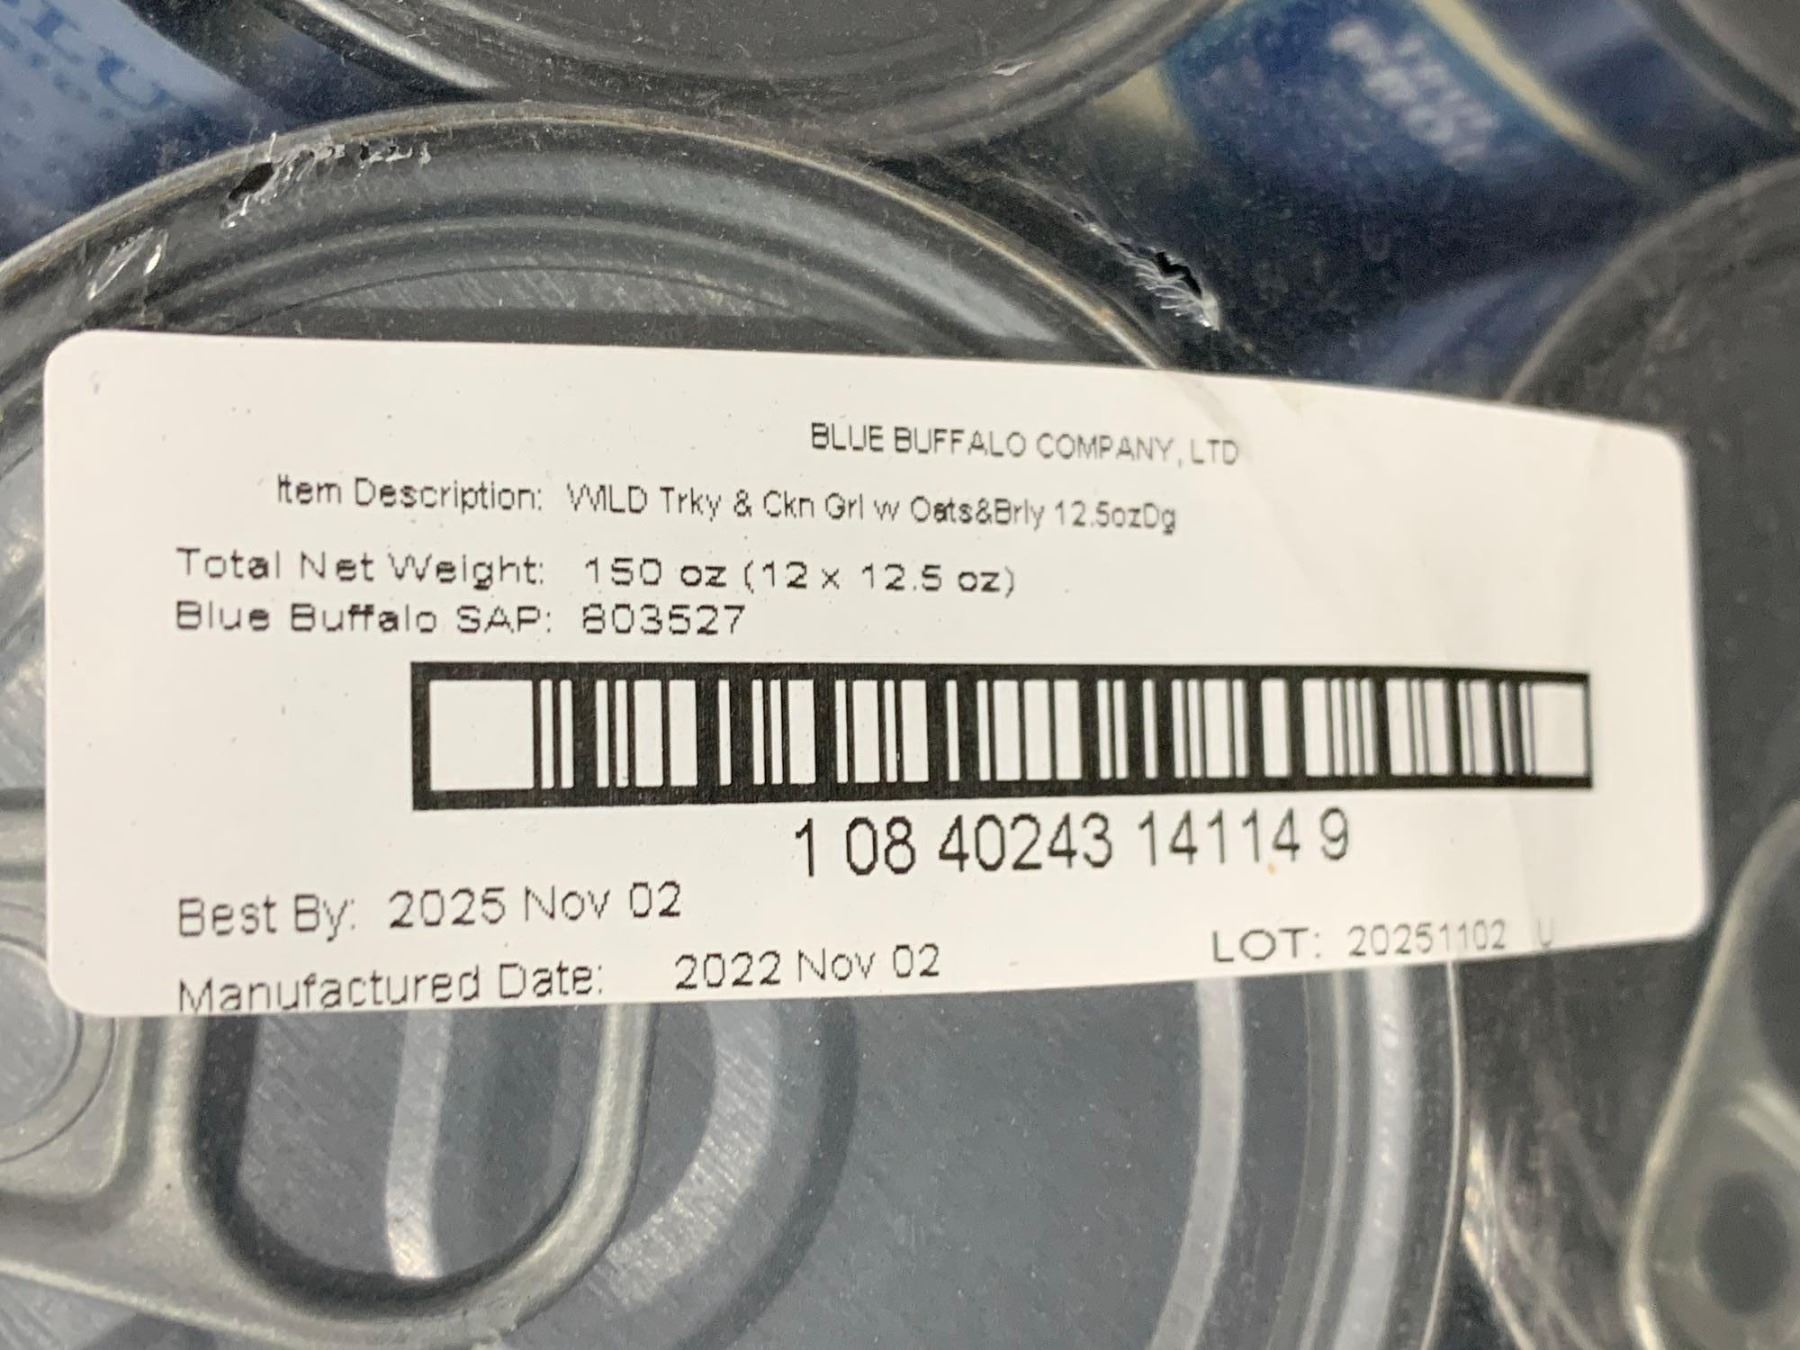 BLUE BUFFALO COMPANY, LTD
Item Description: WILD Trky & Ckn Grl w Oats&Brly 12.5ozDg
Total Net Weight: 150 oz (12 x 12.5 oz)
Blue Buffalo SAP: 803527
1 08 40243 14114 9
Best By: 2025 Nov 02
LOT: 20251102 U
Manufactured Date: 2022 Nov 02